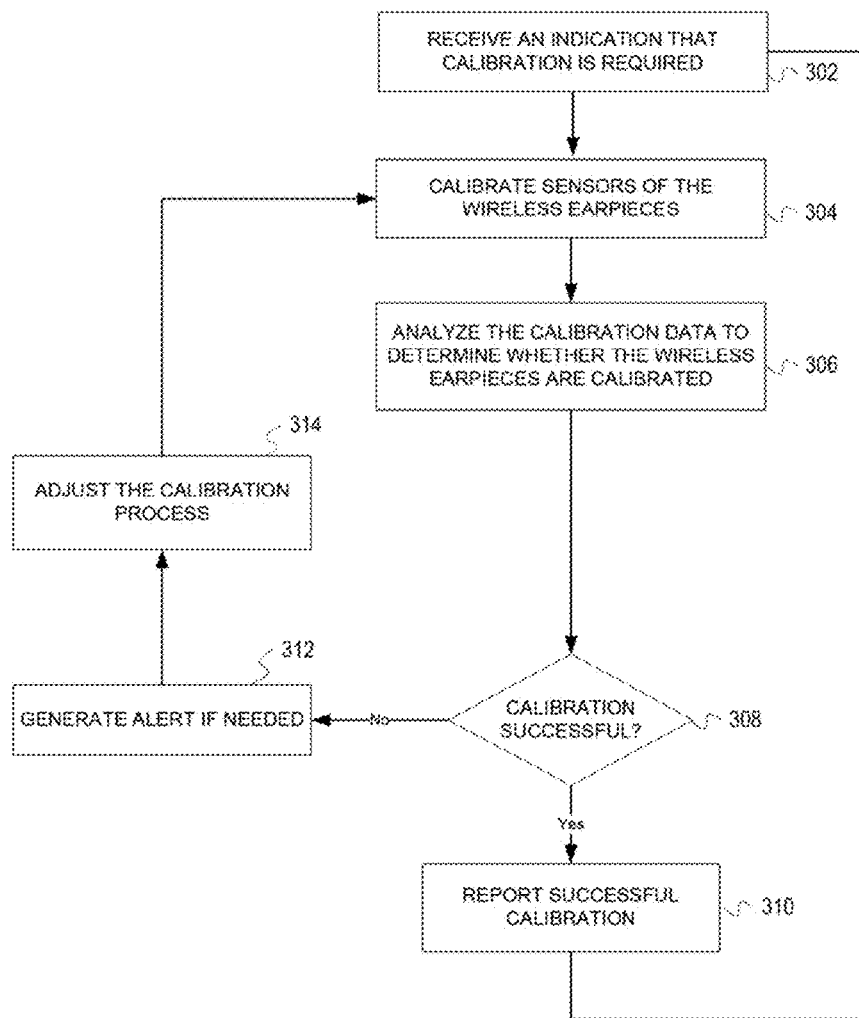 RECEIVE AN INDICATION THAT
CALIBRATION IS REQUIRED
302
CALIBRATE SENSORS OF THE
WIRELESS EARPIECES
304
ANALYZE THE CALIBRATION DATA TO
DETERMINE WHETHER THE WIRELESS
EARPIECES ARE CALIBRATED
306
314
ADJUST THE CALIBRATION
PROCESS
312
GENERATE ALERT IF NEEDED
No
CALIBRATION
SUCCESSFUL?
308
Yes
REPORT SUCCESSFUL
CALIBRATION
310